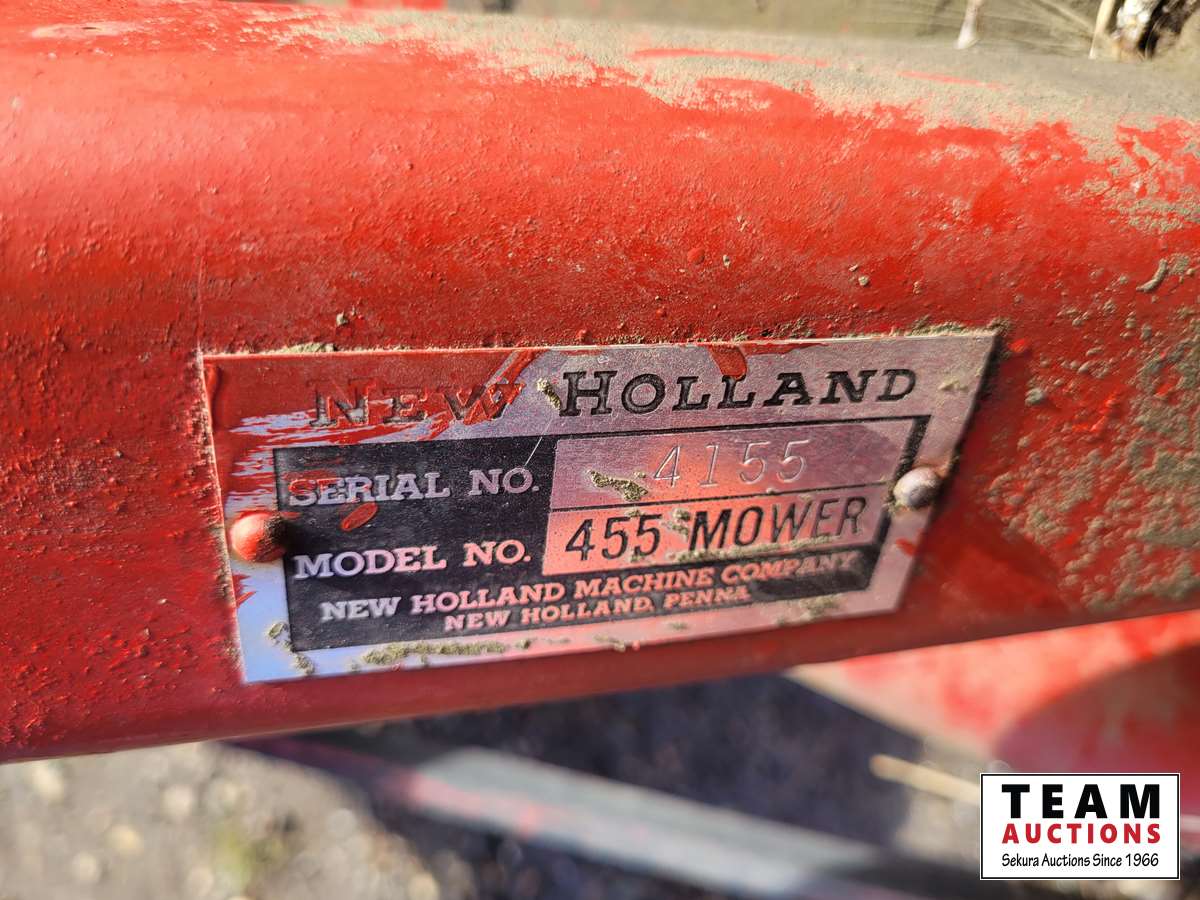 NEW HOLLAND
SERIAL NO. 4155
MODEL NO. 455 MOWER
NEW HOLLAND MACHINE COMPANY
NEW HOLLAND, PENNA
TEAM
AUCTIONS
Sekura Auctions Since 1966